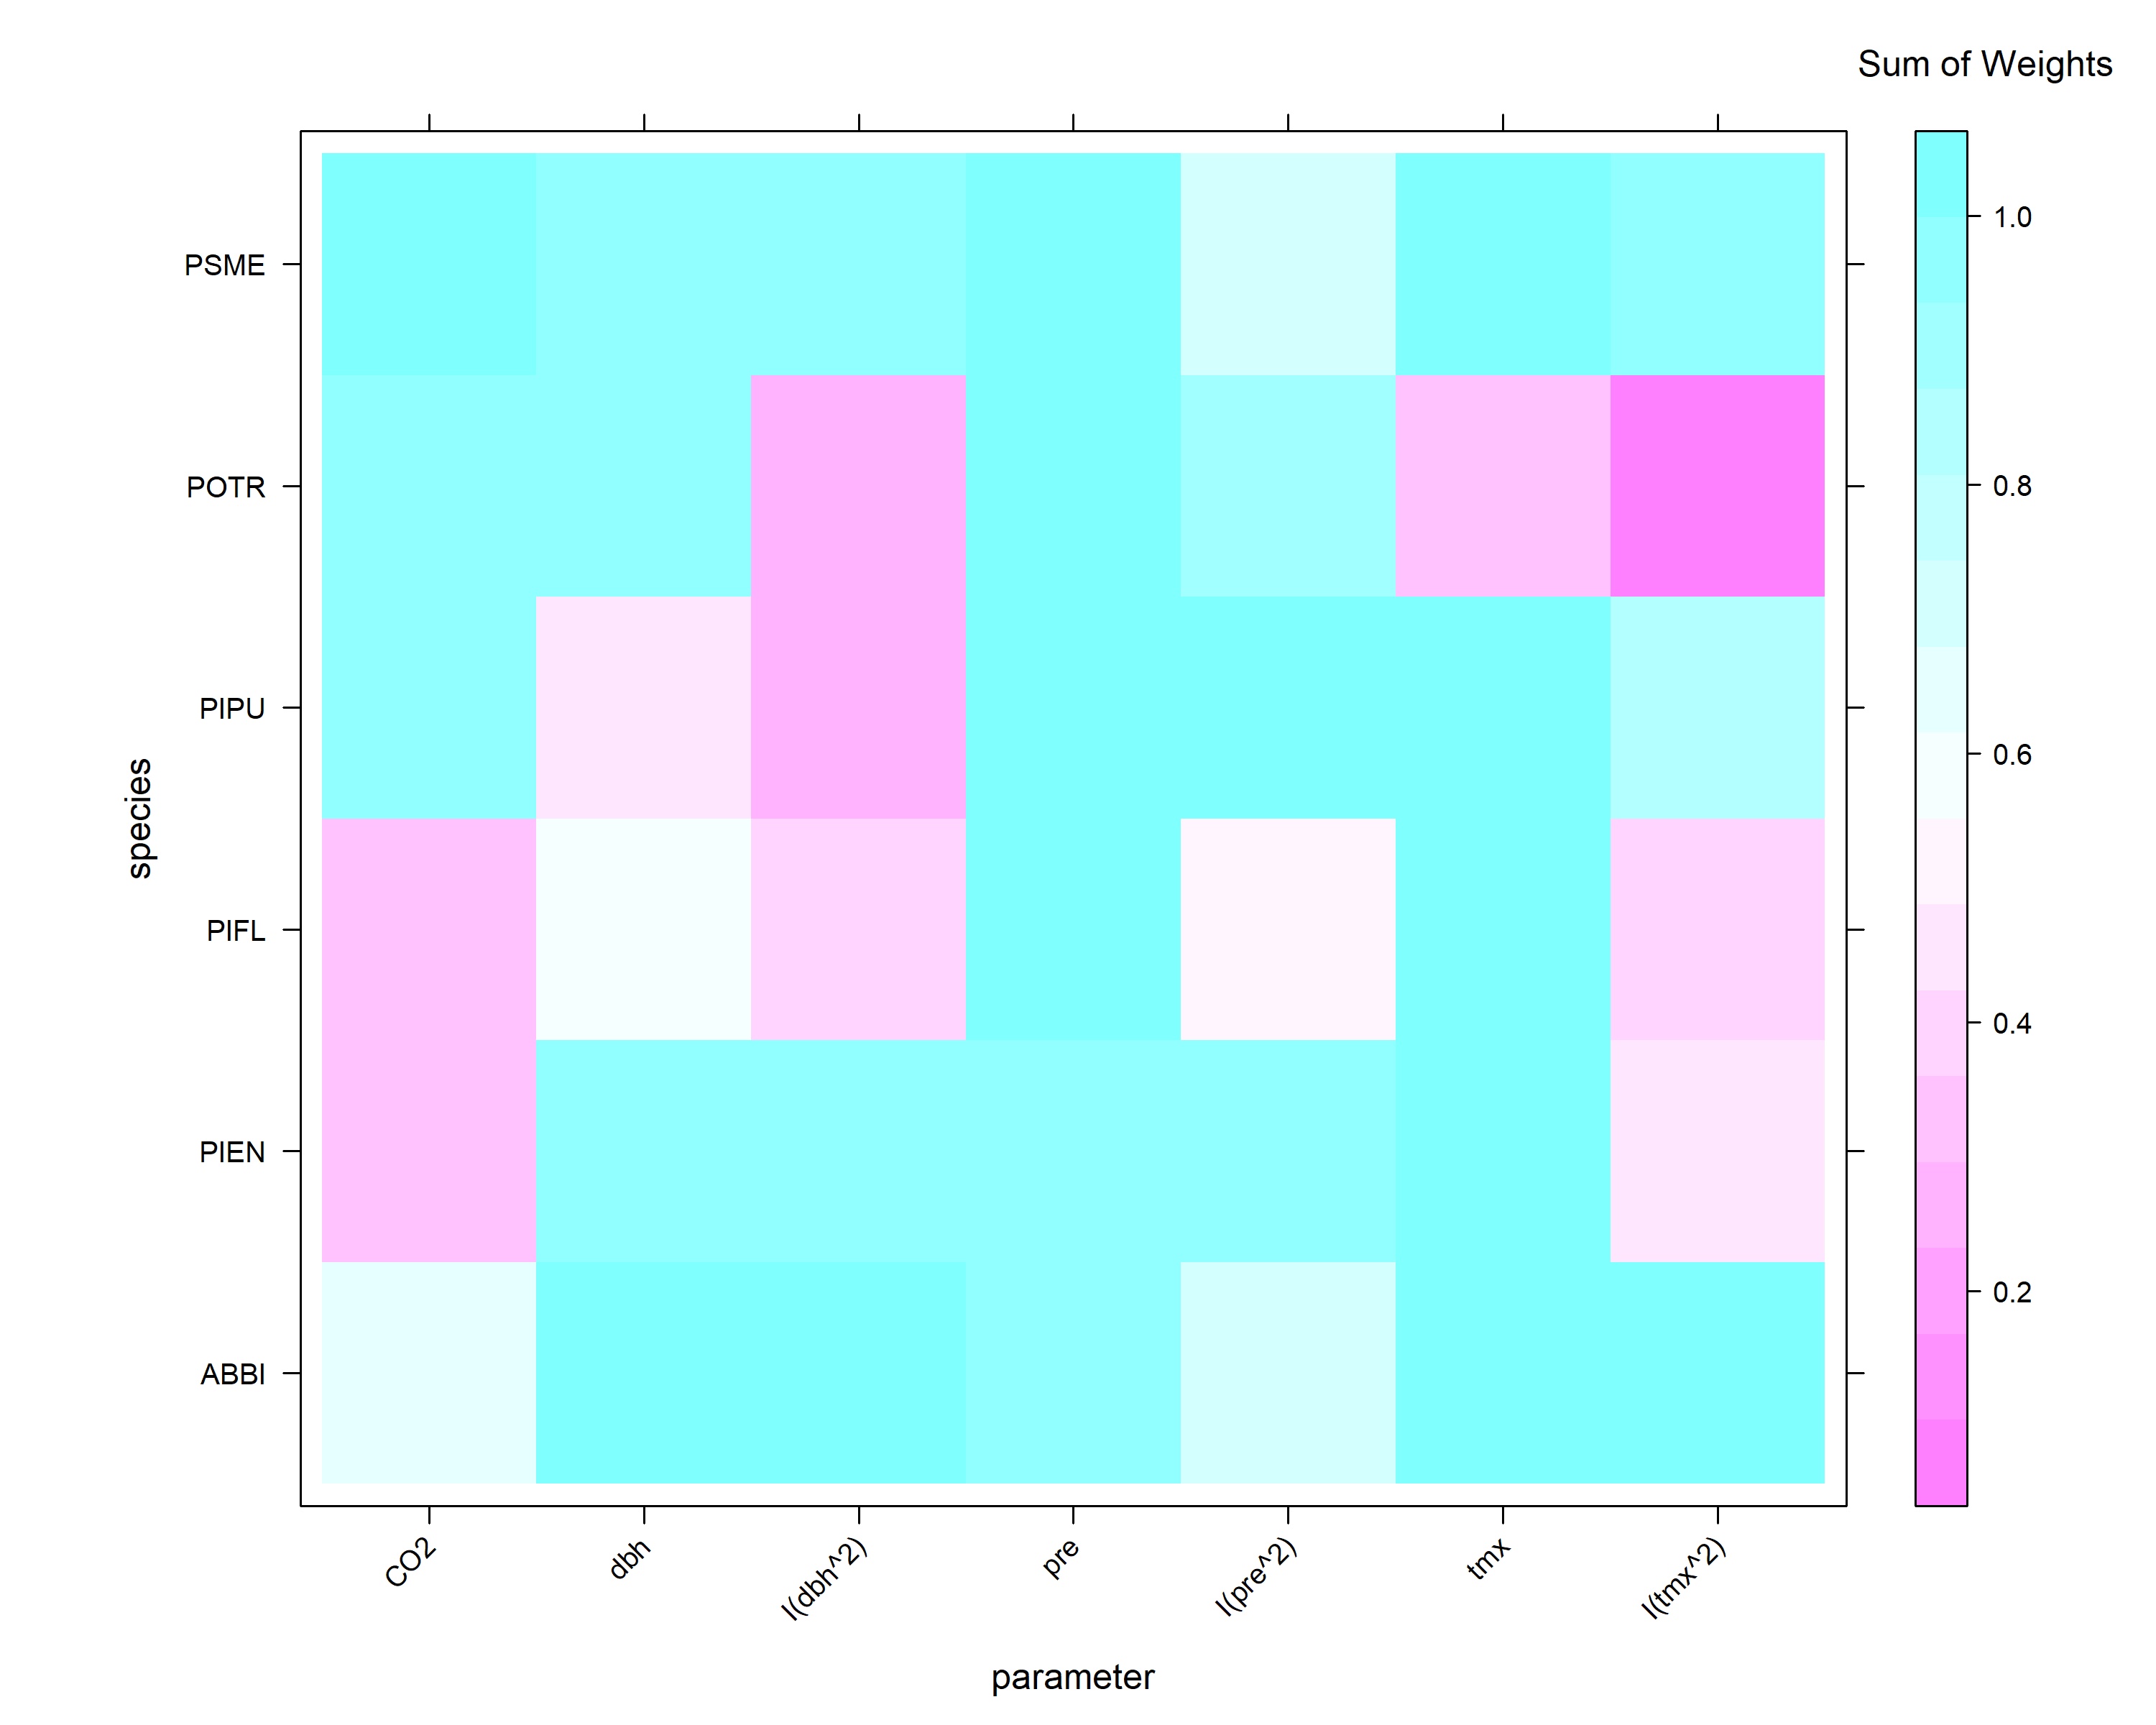 Sum of Weights
PSME
POTR
PIPU
PIFL
PIEN
ABBI
species
CO2
dbh
I(dbh^2)
pre
I(pre^2)
tmx
I(tmx^2)
parameter
1.0
0.8
0.6
0.4
0.2